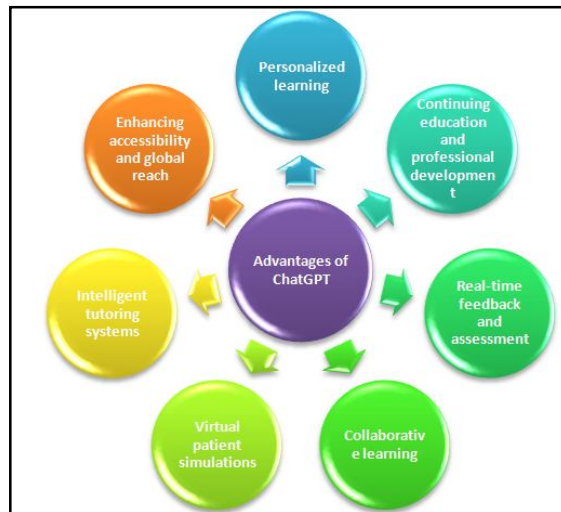 Personalized
learning
Continuing
education
and
professional
developmen
t
Real-time
feedback
and
assessment
Collaborativ
e learning
Virtual
patient
simulations
Intelligent
tutoring
systems
Enhancing
accessibility
and global
reach
Advantages of
ChatGPT